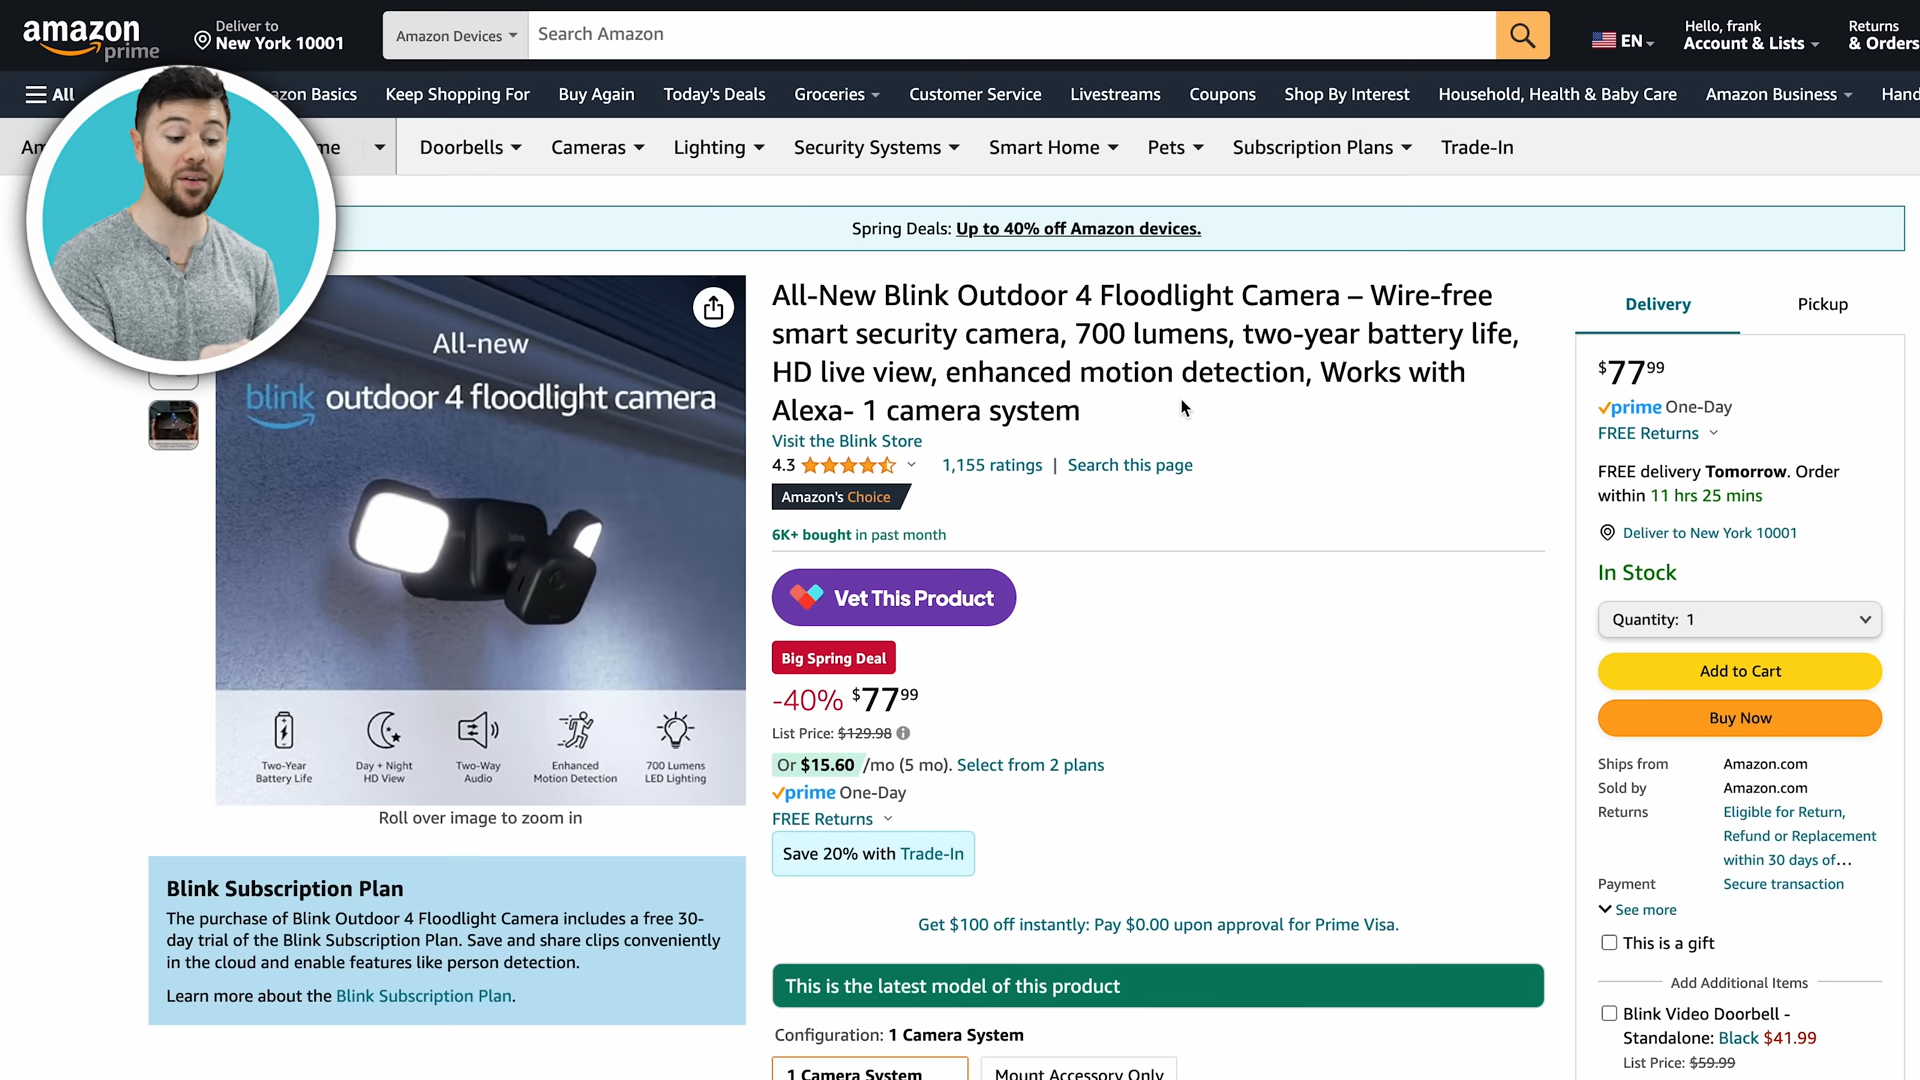 amazon prime
Deliver to
New York 10001
Amazon Devices
Search Amazon
EN
Hello, frank
Account & Lists
Returns
& Orders
All
Basics
Keep Shopping For
Buy Again
Today's Deals
Groceries
Customer Service
Livestreams
Coupons
Shop By Interest
Household, Health & Baby Care
Amazon Business
Doorbells
Cameras
Lighting
Security Systems
Smart Home
Pets
Subscription Plans
Trade-In
Spring Deals: Up to 40% off Amazon devices.
All-new
blink outdoor 4 floodlight camera
Two-Year
Battery Life
Day + Night
HD View
Two-Way
Audio
Enhanced
Motion Detection
700 Lumens
LED Lighting
Roll over image to zoom in
Blink Subscription Plan
The purchase of Blink Outdoor 4 Floodlight Camera includes a free 30-
day trial of the Blink Subscription Plan. Save and share clips conveniently
in the cloud and enable features like person detection.
Learn more about the Blink Subscription Plan.
All-New Blink Outdoor 4 Floodlight Camera – Wire-free
smart security camera, 700 lumens, two-year battery life,
HD live view, enhanced motion detection, Works with
Alexa- 1 camera system
Visit the Blink Store
4.3 1,155 ratings | Search this page
Amazon's Choice
6K+ bought in past month
Vet This Product
Big Spring Deal
-40% $77 99
List Price: $129.98
Or $15.60 /mo (5 mo). Select from 2 plans
prime One-Day
FREE Returns
Save 20% with Trade-In
Get $100 off instantly: Pay $0.00 upon approval for Prime Visa.
This is the latest model of this product
Configuration: 1 Camera System
1 Camera System
Mount Accessory Only
Delivery
Pickup
$77 99
prime One-Day
FREE Returns
FREE delivery Tomorrow. Order
within 11 hrs 25 mins
Deliver to New York 10001
In Stock
Quantity: 1
Add to Cart
Buy Now
Ships from Amazon.com
Sold by Amazon.com
Returns Eligible for Return,
Refund or Replacement
within 30 days of...
Payment Secure transaction
See more
This is a gift
Add Additional Items
Blink Video Doorbell -
Standalone: Black $41.99
List Price: $59.99